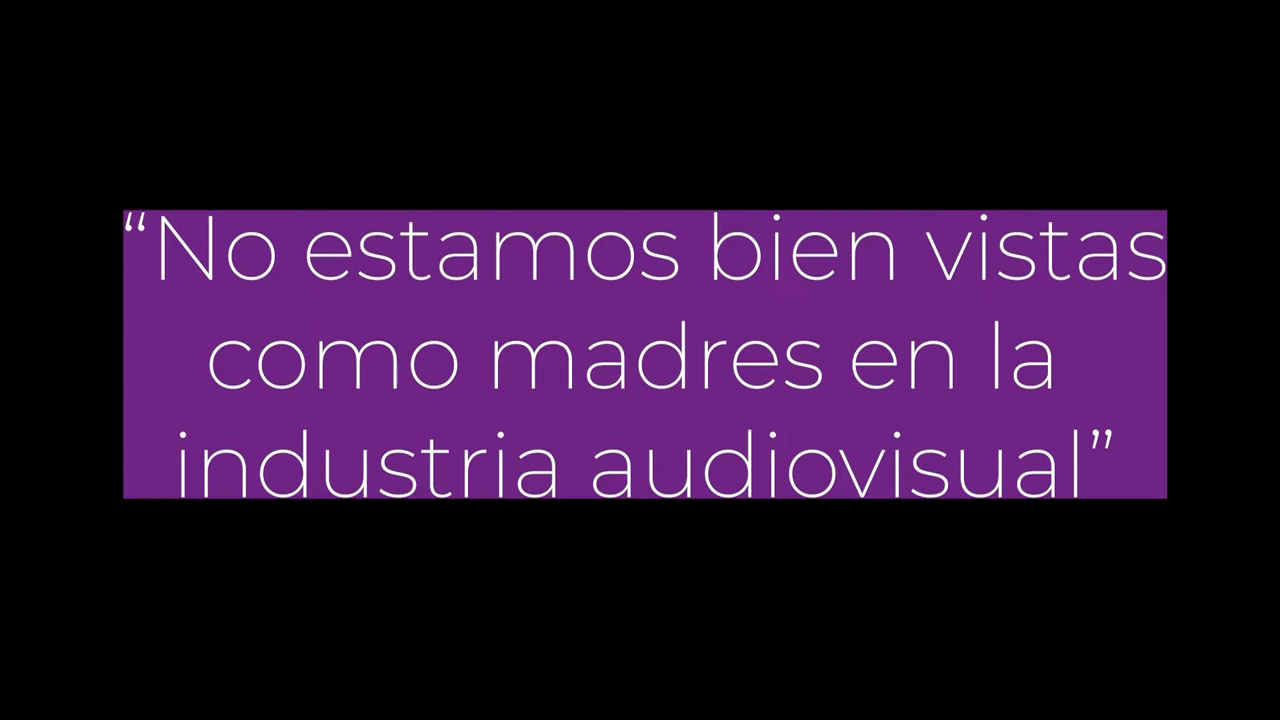 “No estamos bien vistas
como madres en la
industria audiovisual”